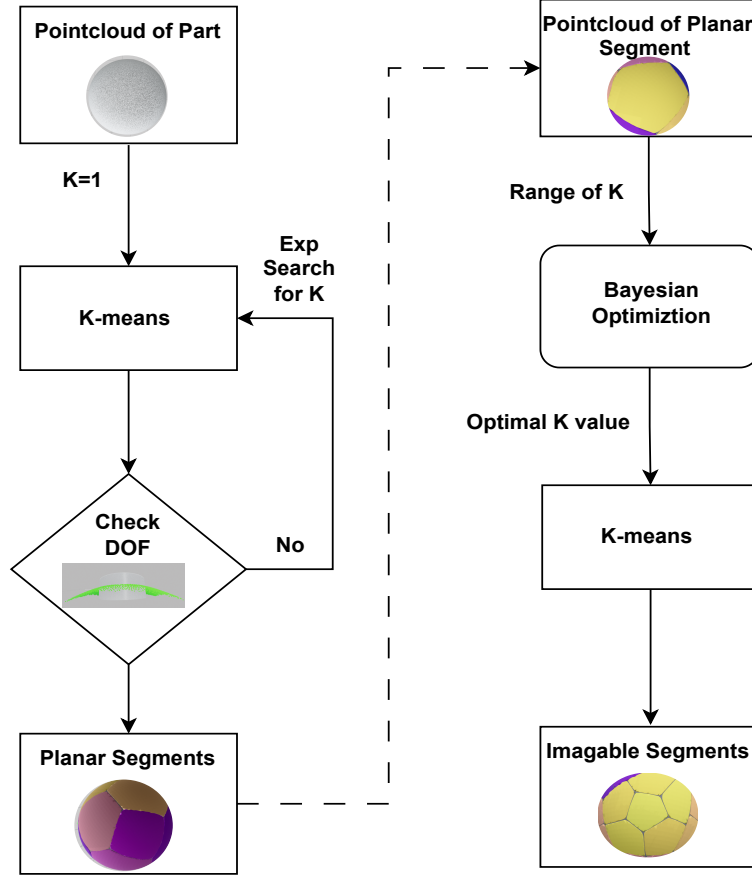 Pointcloud of Part
K=1
K-means
Exp
Search
for K
Check
DOF
No
Planar Segments
Pointcloud of Planar
Segment
Range of K
Bayesian
Optimiztion
Optimal K value
K-means
Imagable Segments